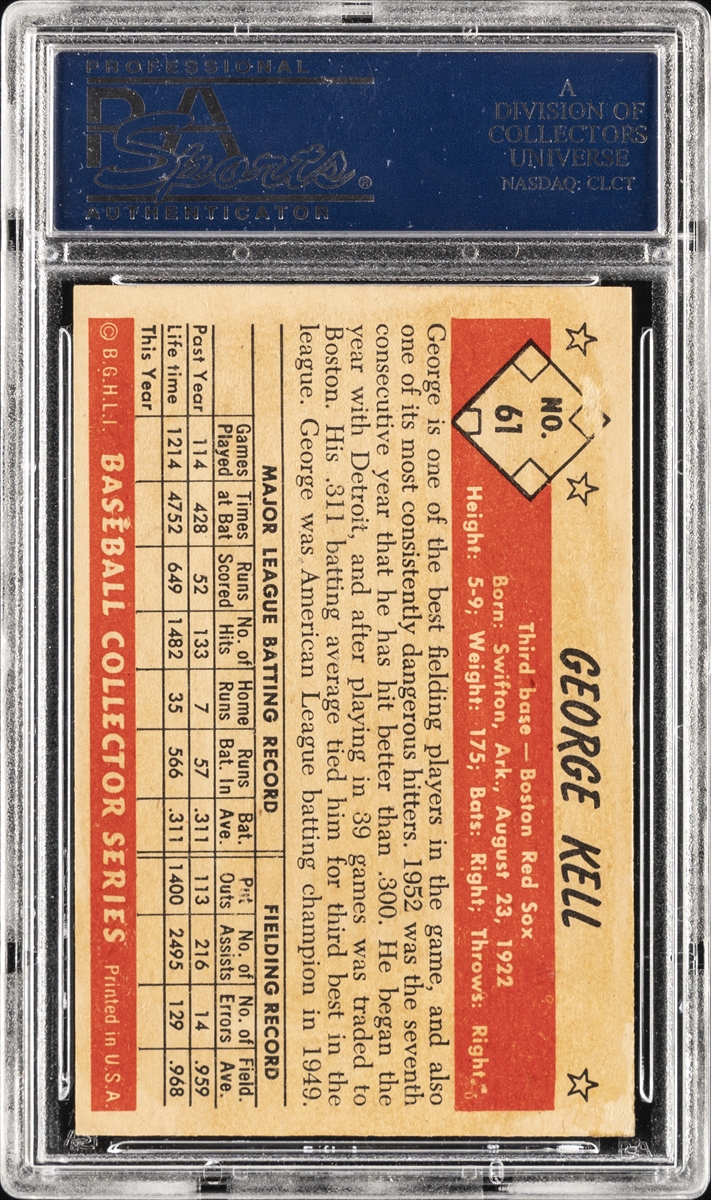 PROFESSIONAL
PSA
Sports®
AUTHENTICATOR
A
DIVISION OF
COLLECTORS
UNIVERSE
NASDAQ: CLCT
GEORGE KELL
NO.
61
Third base — Boston Red Sox
Born: Swifton, Ark., August 23, 1922
Height: 5-9; Weight: 175; Bats: Right; Throws: Right
George is one of the best fielding players in the game, and also
one of its most consistently dangerous hitters. 1952 was the seventh
consecutive year that he has hit better than .300. He began the
year with Detroit, and after playing in 39 games was traded to
Boston. His .311 batting average tied him for third best in the
league. George was American League batting champion in 1949.
MAJOR LEAGUE BATTING RECORD FIELDING RECORD
Games Times Runs No. of Home Runs Bat. Put No. of No. of Field.
Played at Bat Scored Hits Runs Bat. In Ave. Outs Assists Errors Ave.
Past Year 114 428 52 133 7 57 .311 113 216 14 .959
Life time 1214 4752 649 1482 35 566 .311 1400 2495 129 .968
This Year
© B.G.H.L.I. BASEBALL COLLECTOR SERIES Printed in U.S.A.